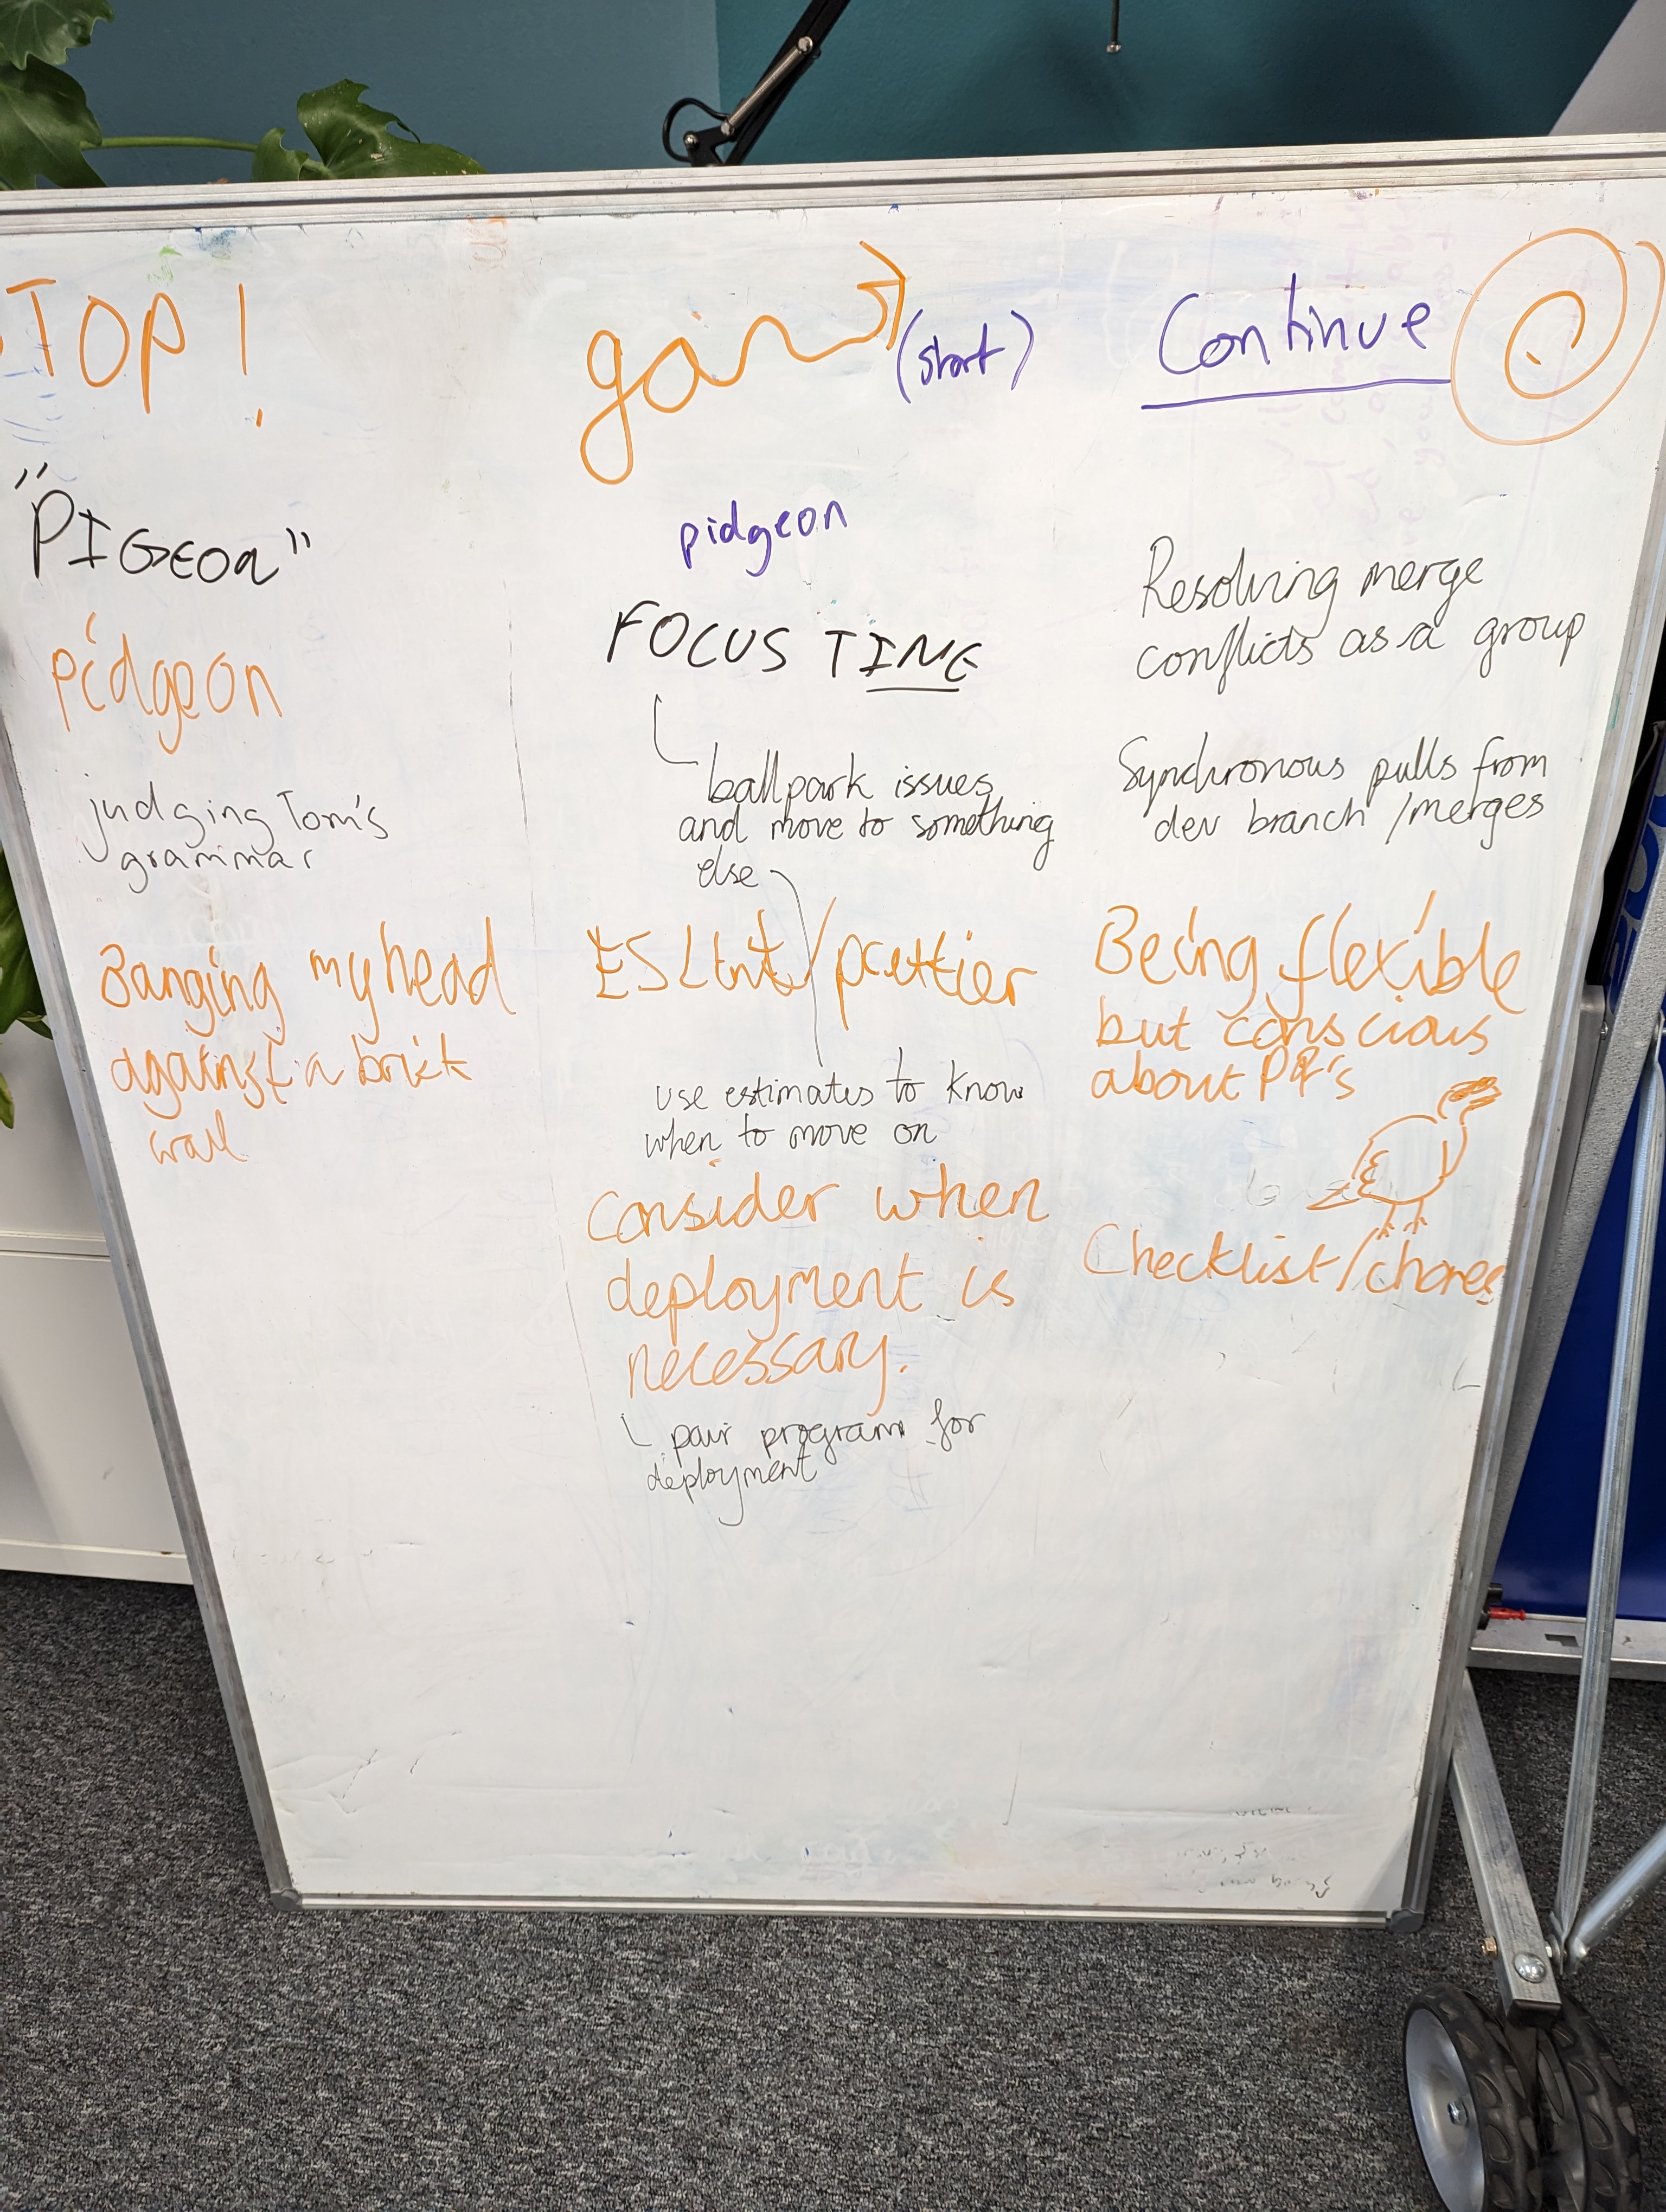 STOP!
"PIGEON"
pidgeon
judging Tom's
grammar
Banging my head
against a brick
wall
(start)
pidgeon
FOCUS TIME
ballpark issues
and move to something
else
ESLint/prettier
use estimates to know
when to move on
consider when
deployment is
necessary.
pair program for
deployment
Continue
Resolving merge
conflicts as a group
Synchronous pulls from
dev branch /merges
Being flexible
but conscious
about PR's
Checklist/chores